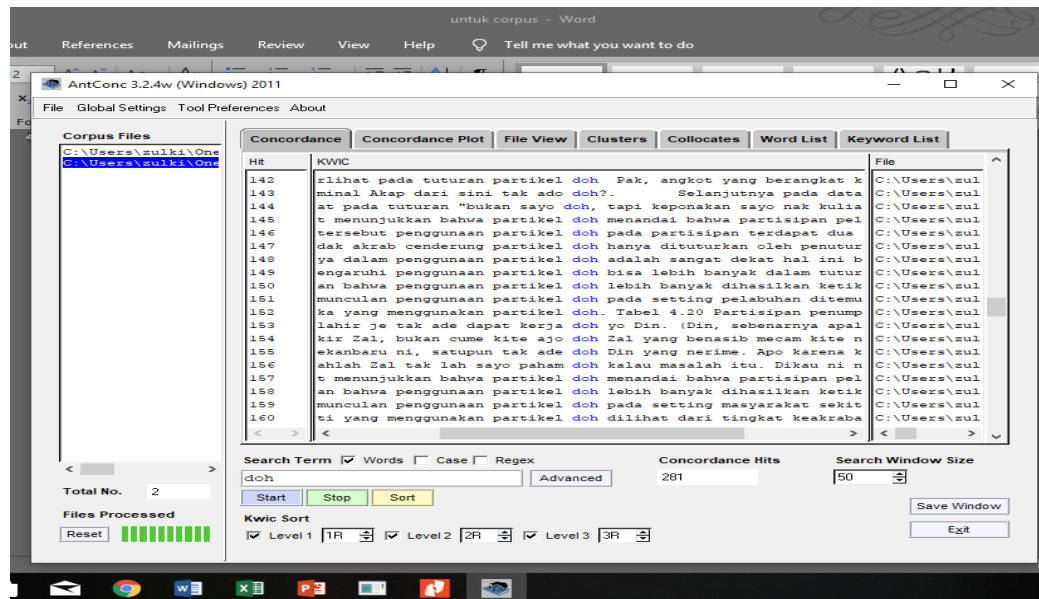 untuk corpus - Word
out References Mailings Review View Help Tell me what you want to do
AntConc 3.2.4w (Windows) 2011
File Global Settings Tool Preferences About
Corpus Files
C:\Users\zulki\One
C:\Users\zulki\One
Total No. 2
Files Processed
Reset
Concordance Concordance Plot File View Clusters Collocates Word List Keyword List
Hit KWIC File
142 rlihat pada tuturan partikel doh Pak, angkot yang berangkat k C:\Users\zul
143 minal Akap dari sini tak ado doh?. Selanjutnya pada data C:\Users\zul
144 at pada tuturan "bukan sayo doh, tapi keponakan sayo nak kulia C:\Users\zul
145 t menunjukkan bahwa partikel doh menandai bahwa partisipan pel C:\Users\zul
146 tersebut penggunaan partikel doh pada partisipan terdapat dua C:\Users\zul
147 dak akrab cenderung partikel doh hanya dituturkan oleh penutur C:\Users\zul
148 ya dalam penggunaan partikel doh adalah sangat dekat hal ini b C:\Users\zul
149 engaruhi penggunaan partikel doh bisa lebih banyak dalam tutur C:\Users\zul
150 an bahwa penggunaan partikel doh lebih banyak dihasilkan ketik C:\Users\zul
151 munculan penggunaan partikel doh pada setting pelabuhan ditemu C:\Users\zul
152 ka yang menggunakan partikel doh. Tabel 4.20 Partisipan penump C:\Users\zul
153 lahir je tak ade dapat kerja doh yo Din. (Din, sebenarnya apal C:\Users\zul
154 kir Zal, bukan cume kite ajo doh Zal yang benasib mecam kite n C:\Users\zul
155 ekanbaru ni, satupun tak ade doh Din yang nerime. Apo karena k C:\Users\zul
156 ahlah Zal tak lah sayo paham doh kalau masalah itu. Dikau ni n C:\Users\zul
157 t menunjukkan bahwa partikel doh menandai bahwa partisipan pel C:\Users\zul
158 an bahwa penggunaan partikel doh lebih banyak dihasilkan ketik C:\Users\zul
159 munculan penggunaan partikel doh pada setting masyarakat sekit C:\Users\zul
160 ti yang menggunakan partikel doh dilihat dari tingkat keakraba C:\Users\zul
Search Term Words Case Regex Concordance Hits Search Window Size
doh Advanced 281 50
Start Stop Sort
Save Window
Kwic Sort
Level 1 1R Level 2 2R Level 3 3R
Exit